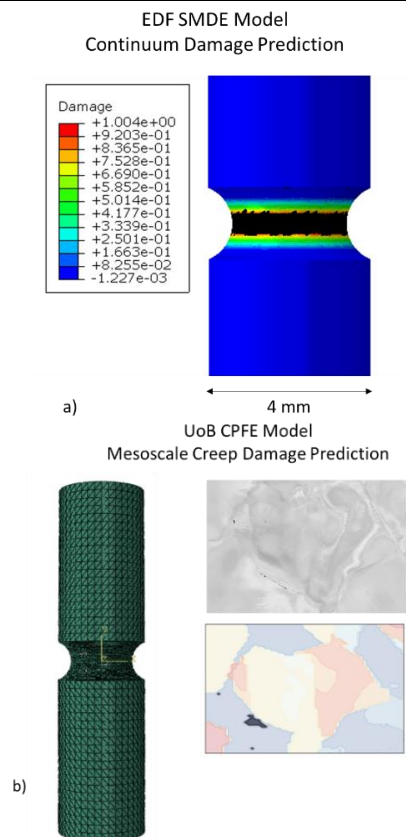 EDF SMDE Model
Continuum Damage Prediction
Damage
+1.004e+00
+9.203e-01
+8.365e-01
+7.528e-01
+6.690e-01
+5.852e-01
+5.014e-01
+4.177e-01
+3.339e-01
+2.501e-01
+1.663e-01
+8.255e-02
-1.227e-03
a)
4 mm
UoB CPFE Model
Mesoscale Creep Damage Prediction
b)